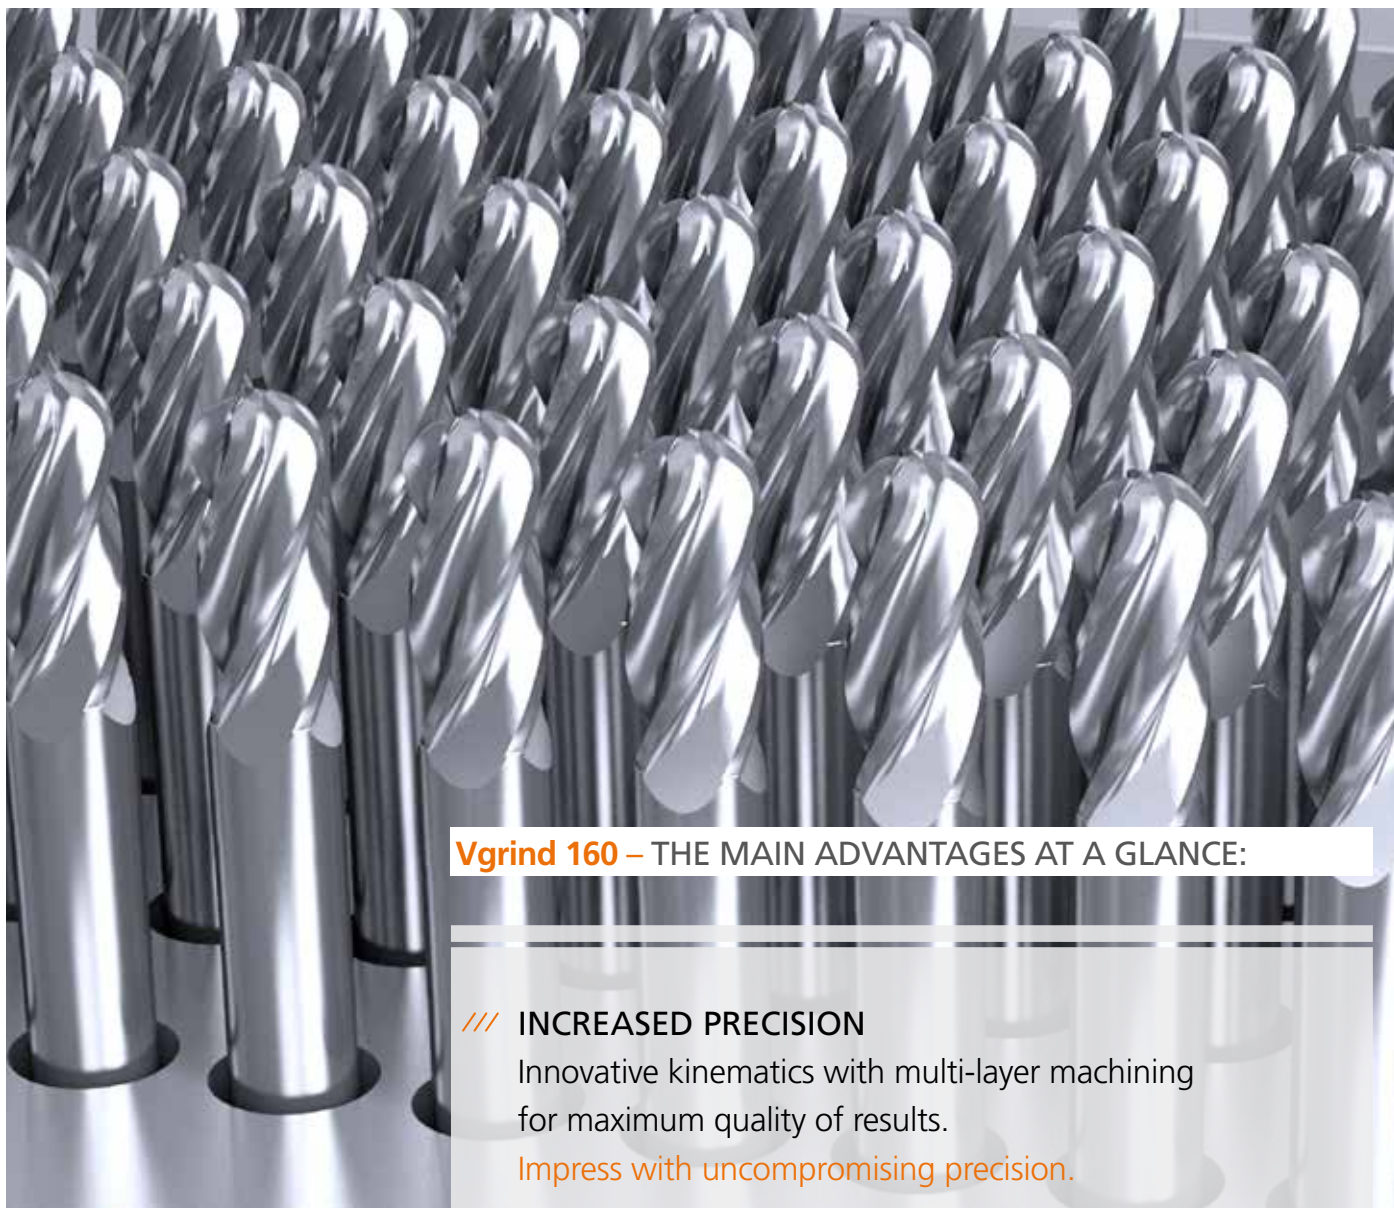 Vgrind 160 – THE MAIN ADVANTAGES AT A GLANCE:
/// INCREASED PRECISION
Innovative kinematics with multi-layer machining
for maximum quality of results.
Impress with uncompromising precision.